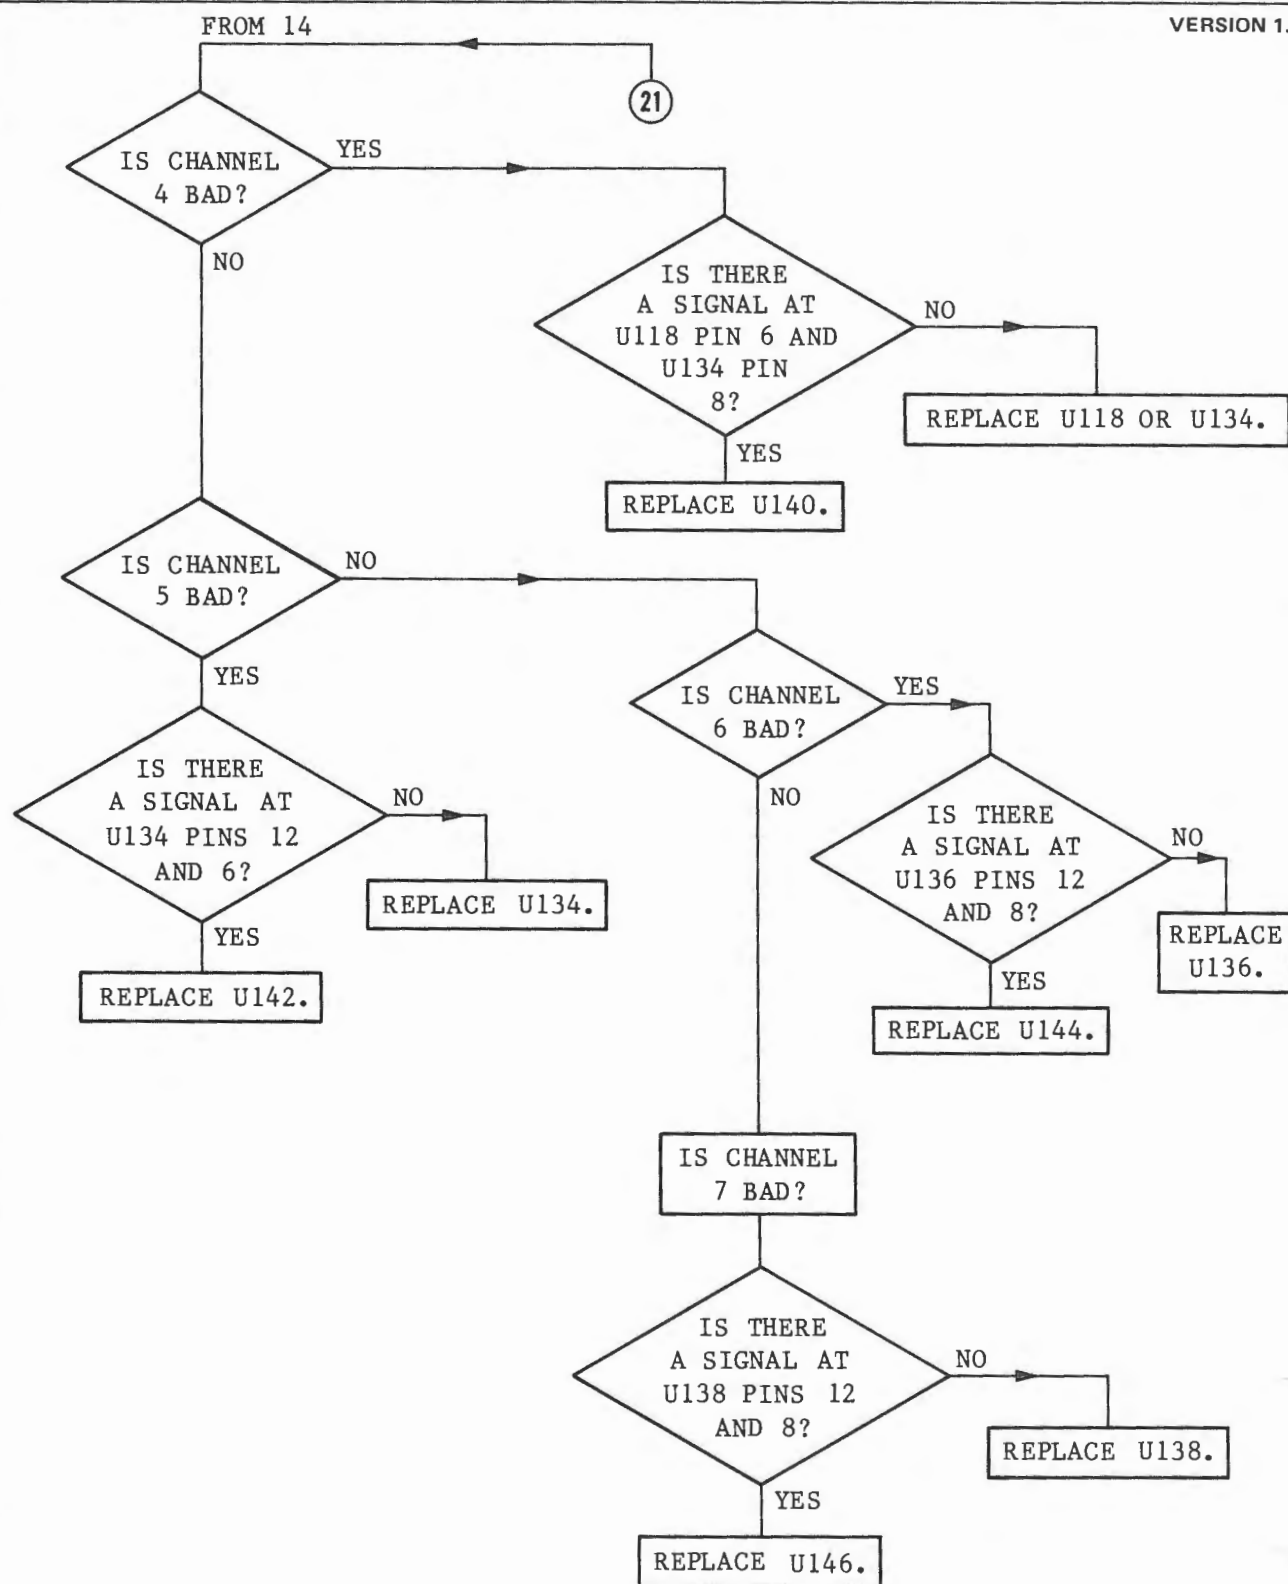 FROM 14
VERSION 1.
21
IS CHANNEL
4 BAD?
YES
NO
IS THERE
A SIGNAL AT
U118 PIN 6 AND
U134 PIN
8?
NO
REPLACE U118 OR U134.
YES
REPLACE U140.
IS CHANNEL
5 BAD?
NO
YES
IS CHANNEL
6 BAD?
YES
NO
IS THERE
A SIGNAL AT
U134 PINS 12
AND 6?
NO
REPLACE U134.
YES
REPLACE U142.
IS THERE
A SIGNAL AT
U136 PINS 12
AND 8?
NO
REPLACE
U136.
YES
REPLACE U144.
IS CHANNEL
7 BAD?
IS THERE
A SIGNAL AT
U138 PINS 12
AND 8?
NO
REPLACE U138.
YES
REPLACE U146.